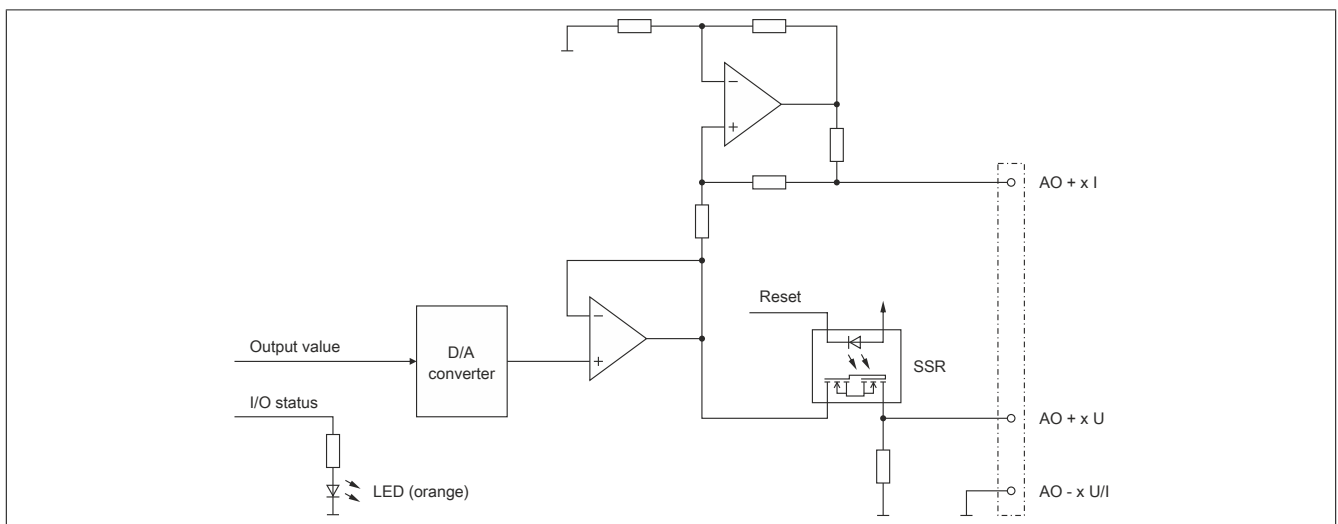 AO + x I
Reset
Output value
D/A
converter
SSR
I/O status
AO + x U
LED (orange)
AO - x U/I